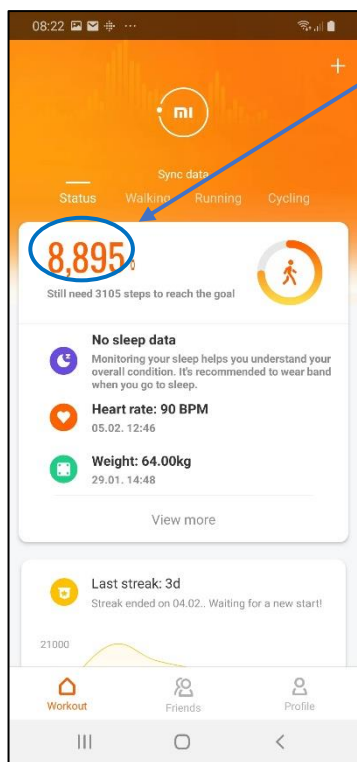 08:22
mi
Sync data
Status Walking Running Cycling
8,895
Still need 3105 steps to reach the goal
No sleep data
Monitoring your sleep helps you understand your
overall condition. It's recommended to wear band
when you go to sleep.
Heart rate: 90 BPM
05.02. 12:46
Weight: 64.00kg
29.01. 14:48
View more
Last streak: 3d
Streak ended on 04.02.. Waiting for a new start!
21000
Workout Friends Profile